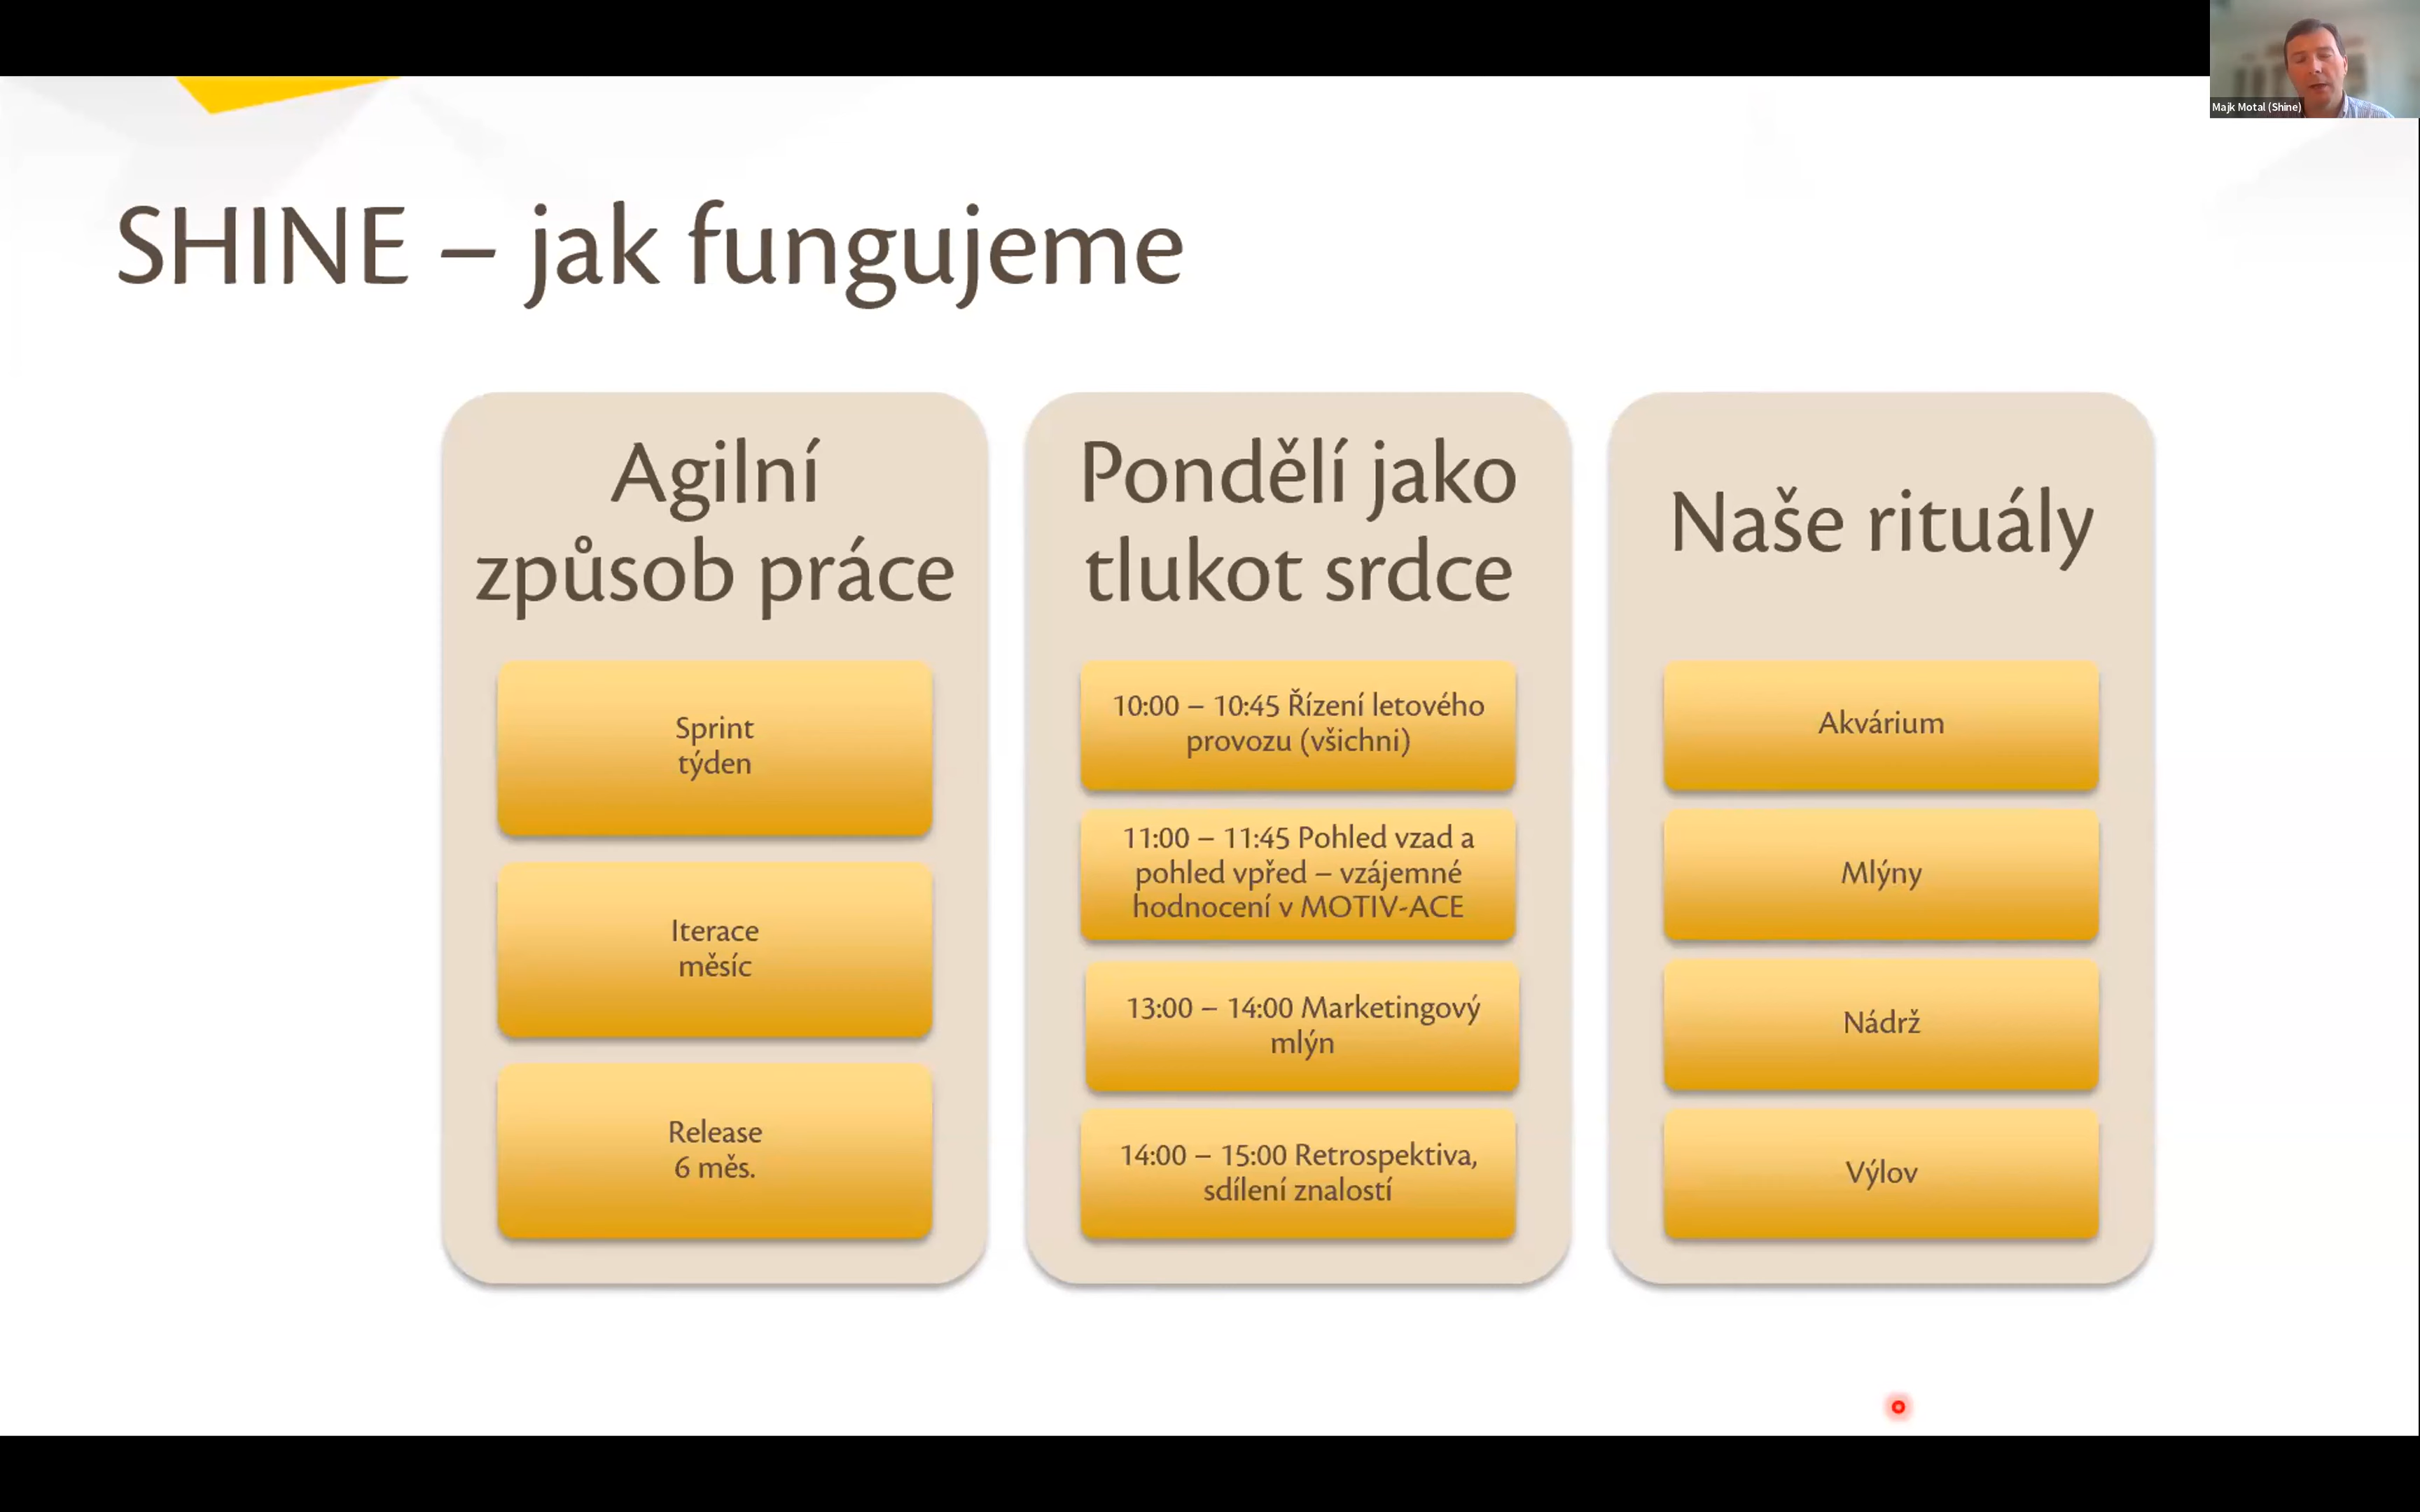 Majk Motal (Shine)
SHINE – jak fungujeme
Agilní
způsob práce
Sprint
týden
Iterace
měsíc
Release
6 měs.
Pondělí jako
tlukot srdce
10:00 – 10:45 Řízení letového
provozu (všichni)
11:00 – 11:45 Pohled vzad a
pohled vpřed – vzájemné
hodnocení v MOTIV-ACE
13:00 – 14:00 Marketingový
mlýn
14:00 – 15:00 Retrospektiva,
sdílení znalostí
Naše rituály
Akvárium
Mlýny
Nádrž
Výlov